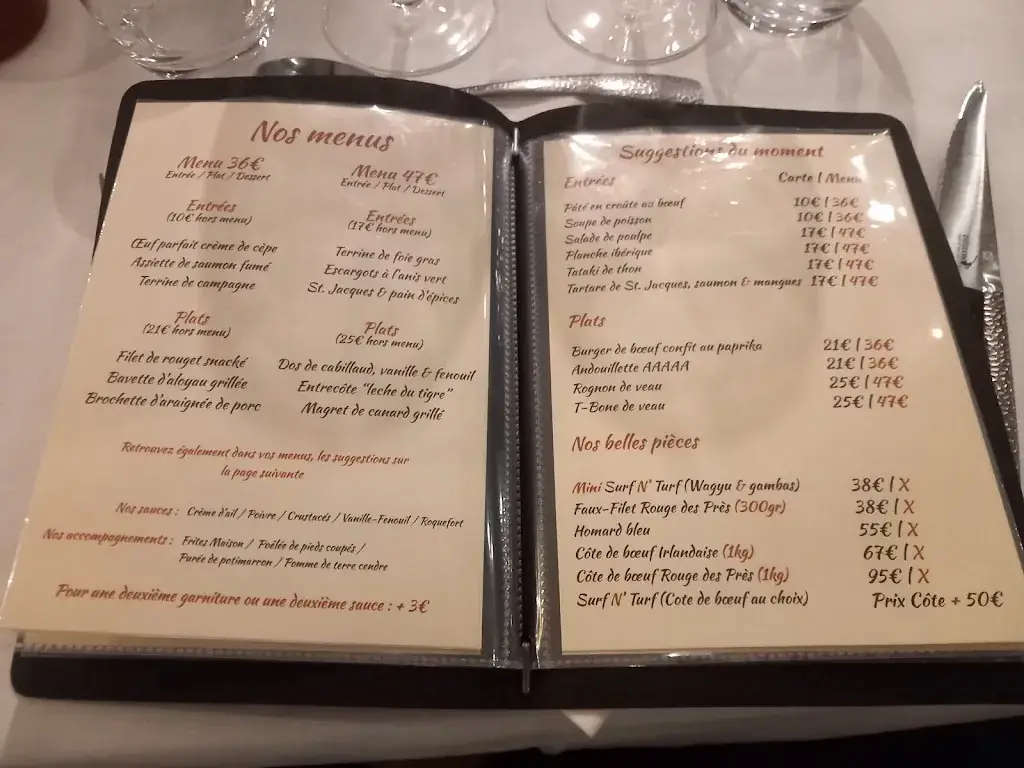 Nos menus
Menu 36€
Entrée / Plat / Dessert
Entrées
(10€ hors menu)
Œuf parfait crème de cèpe
Assiette de saumon fumé
Terrine de campagne
Plats
(21€ hors menu)
Filet de rouget snacké
Bavette d'aloyau grillée
Brochette d'araignée de porc
Menu 47€
Entrée / Plat / Dessert
Entrées
(17€ hors menu)
Terrine de foie gras
Escargots à l'anis vert
St. Jacques & pain d'épices
Plats
(25€ hors menu)
Dos de cabillaud, vanille & fenouil
Entrecôte "leche du tigre"
Magret de canard grillé
Retrouvez également dans vos menus, les suggestions sur
la page suivante
Nos sauces : Crème d'ail / Poivre / Crustacés / Vanille-Fenouil / Roquefort
Nos accompagnements : Frites Maison / Poêlée de pieds coupés /
Purée de potimarron / Pomme de terre cendre
Pour une deuxième garniture ou une deuxième sauce : + 3€
Suggestions du moment
Entrées Carte | Menu
Pâté en croûte au bœuf 10€ | 36€
Soupe de poisson 10€ | 36€
Salade de poulpe 17€ | 47€
Planche ibérique 17€ | 47€
Tataki de thon 17€ | 47€
Tartare de St. Jacques, saumon & mangues 17€ | 47€
Plats
Burger de bœuf confit au paprika 21€ | 36€
Andouillette AAAAA 21€ | 36€
Rognon de veau 25€ | 47€
T-Bone de veau 25€ | 47€
Nos belles pièces
Mini Surf N' Turf (Wagyu & gambas) 38€ | X
Faux-Filet Rouge des Près (300gr) 38€ | X
Homard bleu 55€ | X
Côte de bœuf Irlandaise (1kg) 67€ | X
Côte de bœuf Rouge des Près (1kg) 95€ | X
Surf N' Turf (Cote de bœuf au choix) Prix Côte + 50€